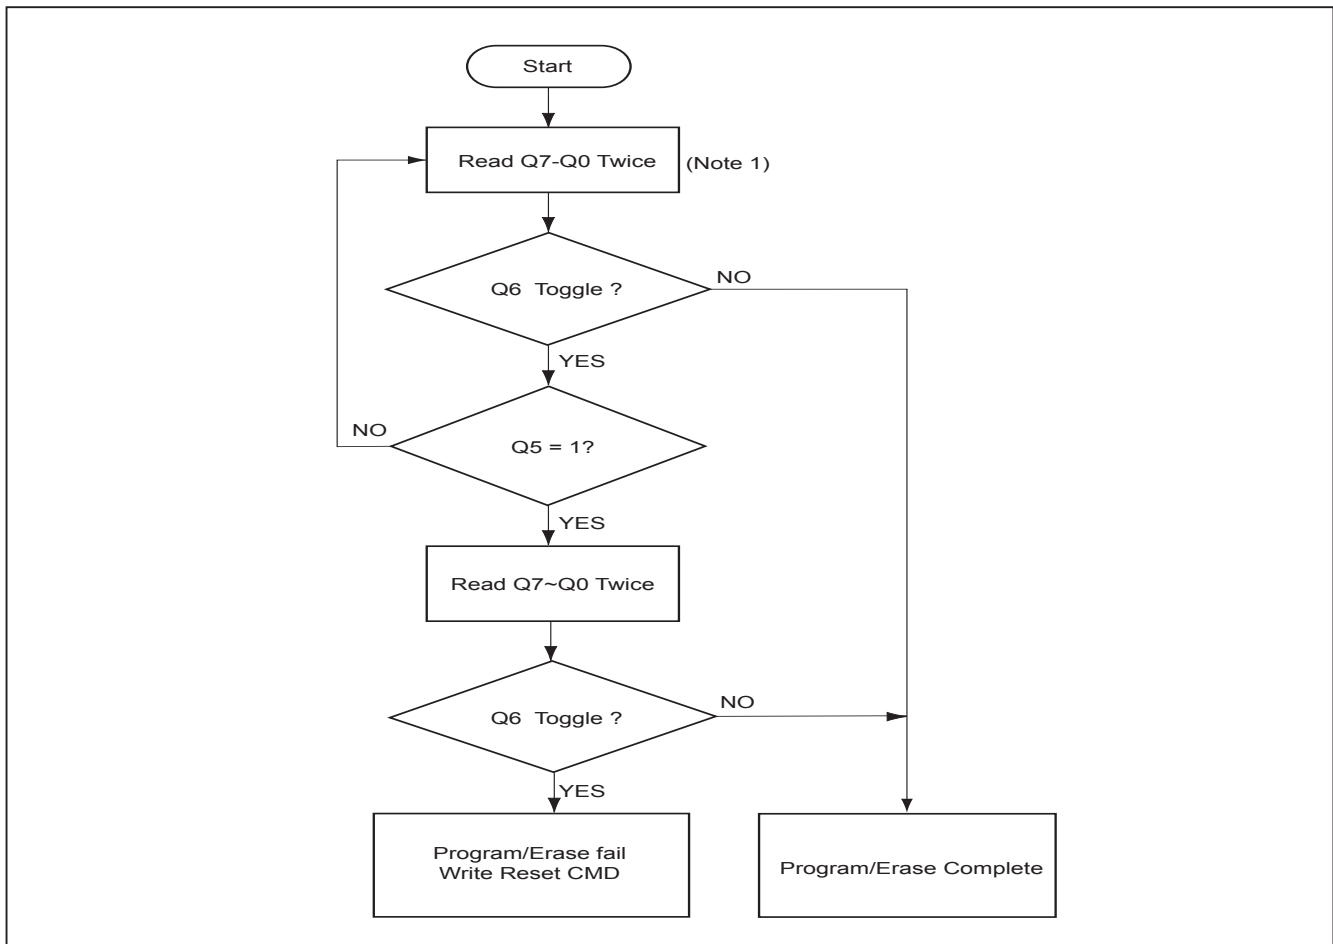 Start
Read Q7-Q0 Twice
(Note 1)
Q6 Toggle ?
NO
YES
NO
Q5 = 1?
YES
Read Q7~Q0 Twice
Q6 Toggle ?
NO
YES
Program/Erase fail
Write Reset CMD
Program/Erase Complete